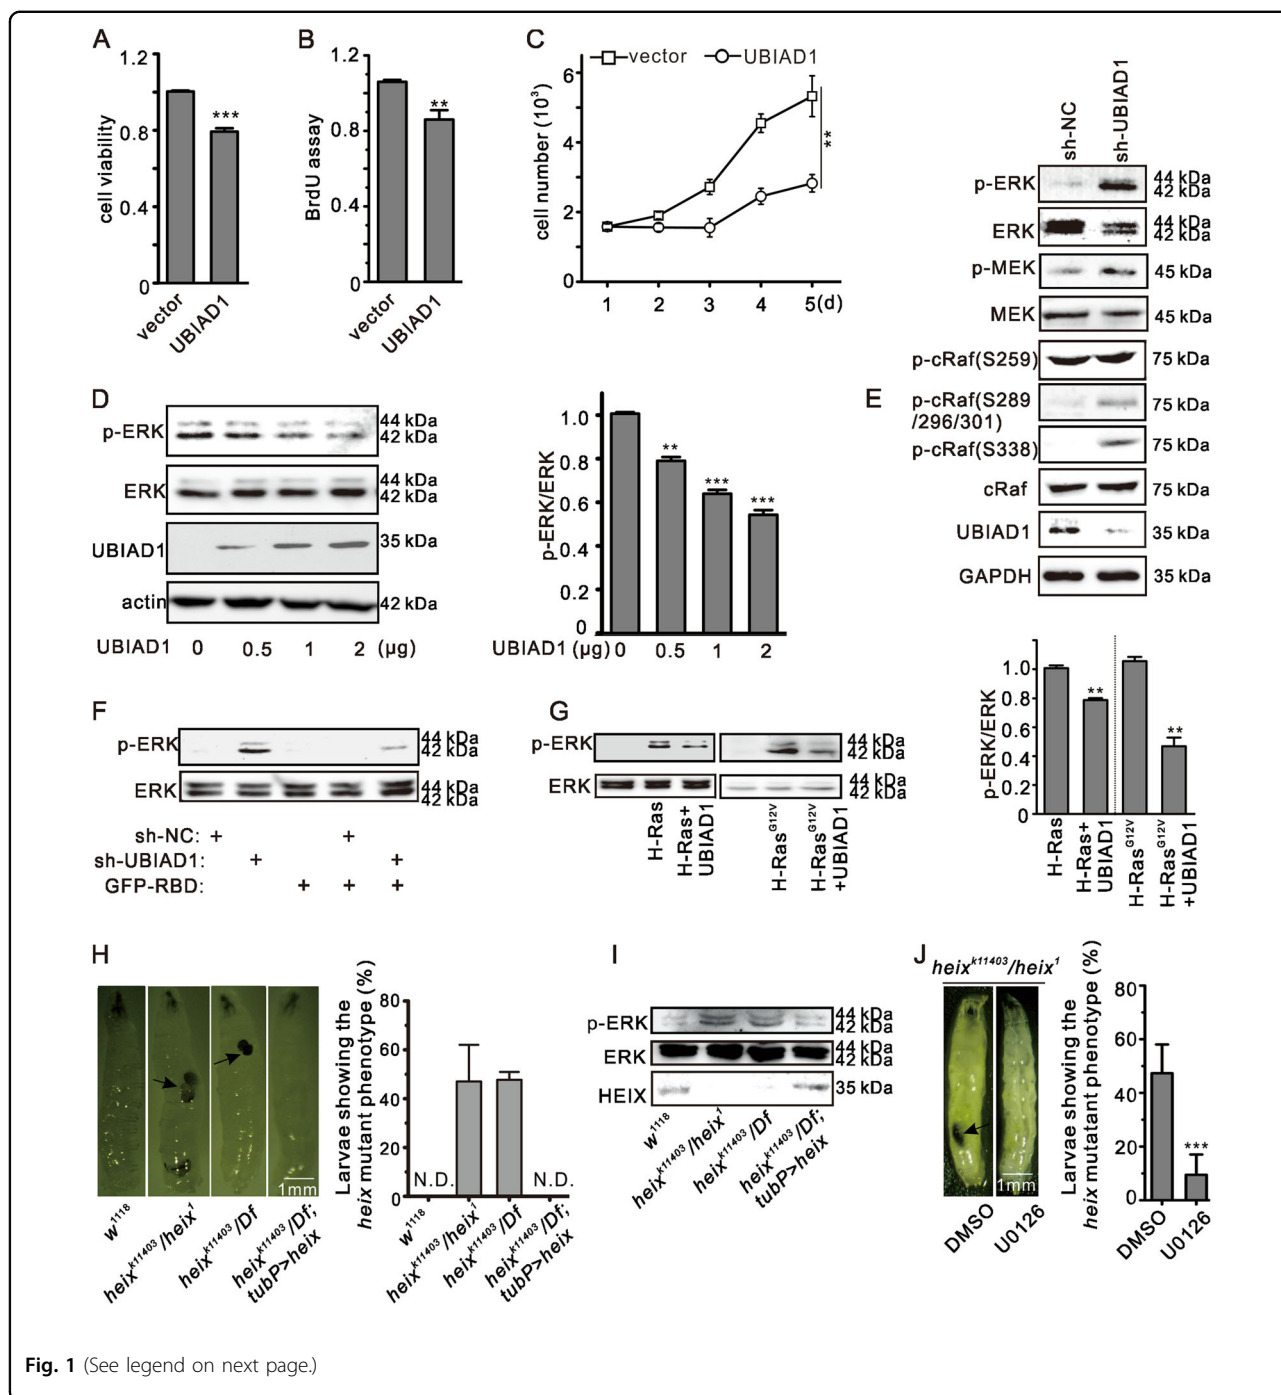 A
1.2
0.8
0.4
0
cell viability
***
vector
UBIAD1
B
1.2
0.8
0.4
0
BrdU assay
**
vector
UBIAD1
C
vector
UBIAD1
6
4
2
0
cell number (10³)
**
1 2 3 4 5(d)
D
p-ERK
44 kDa
42 kDa
ERK
44 kDa
42 kDa
UBIAD1
35 kDa
actin
42 kDa
UBIAD1 0 0.5 1 2 (μg)
1.0
0.8
0.6
0.4
0.2
0
p-ERK/ERK
**
***
***
UBIAD1 (μg) 0 0.5 1 2
E
sh-NC
sh-UBIAD1
p-ERK
44 kDa
42 kDa
ERK
44 kDa
42 kDa
p-MEK
45 kDa
MEK
45 kDa
p-cRaf(S259)
75 kDa
p-cRaf(S289
/296/301)
75 kDa
p-cRaf(S338)
75 kDa
cRaf
75 kDa
UBIAD1
35 kDa
GAPDH
35 kDa
F
p-ERK
44 kDa
42 kDa
ERK
44 kDa
42 kDa
sh-NC: + +
sh-UBIAD1: + +
GFP-RBD: + + +
G
p-ERK
44 kDa
42 kDa
ERK
44 kDa
42 kDa
H-Ras
H-Ras+
UBIAD1
H-Ras^G12V
H-Ras^G12V
+UBIAD1
1.0
0.8
0.6
0.4
0.2
0
p-ERK/ERK
**
**
H-Ras
H-Ras+
UBIAD1
H-Ras^G12V
H-Ras^G12V
+UBIAD1
H
1mm
w^1118
heix^k11403/heix^1
heix^k11403/Df
heix^k11403/Df;
tubP>heix
Larvae showing the
heix mutant phenotype (%)
80
60
40
20
0
N.D.
N.D.
w^1118
heix^k11403/heix^1
heix^k11403/Df
heix^k11403/Df;
tubP>heix
I
p-ERK
44 kDa
42 kDa
ERK
44 kDa
42 kDa
HEIX
35 kDa
w^1118
heix^k11403/heix^1
heix^k11403/Df
heix^k11403/Df;
tubP>heix
J
heix^k11403/heix^1
1mm
DMSO
U0126
Larvae showing the
heix mutatant phenotype (%)
80
60
40
20
0
***
DMSO
U0126
Fig. 1 (See legend on next page.)